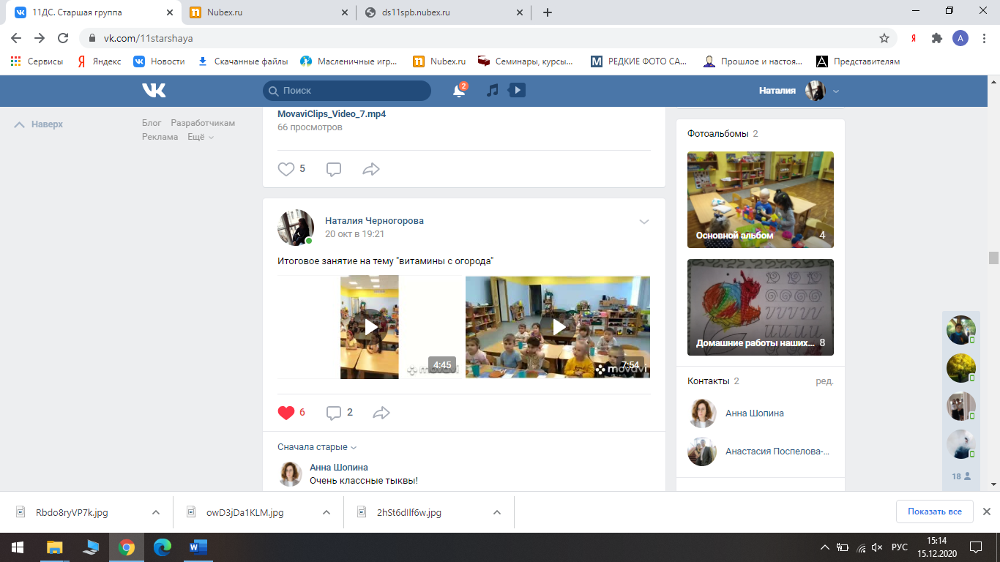 11ДС. Старшая группа
Nubex.ru
ds11spb.nubex.ru
vk.com/11starshaya
Я
А
Сервисы
Яндекс
Новости
Скачанные файлы
Масленичные игр...
Nubex.ru
Семинары, курсы...
РЕДКИЕ ФОТО СА...
Прошлое и настоя...
Представителям
Поиск
2
Наталия
Наверх
Блог Разработчикам
Реклама Ещё
MovaviClips_Video_7.mp4
66 просмотров
5
Наталия Черногорова
20 окт в 19:21
Итоговое занятие на тему "витамины с огорода"
4:45
movavi
7:54
movavi
6
2
Сначала старые
Анна Шопина
Очень классные тыквы!
Фотоальбомы 2
Основной альбом 4
Домашние работы наших... 8
Контакты 2 ред.
Анна Шопина
Анастасия Поспелова-...
18
Rbdo8ryVP7k.jpg
owD3jDa1KLM.jpg
2hSt6dIlf6w.jpg
Показать все
РУС
15:14
15.12.2020